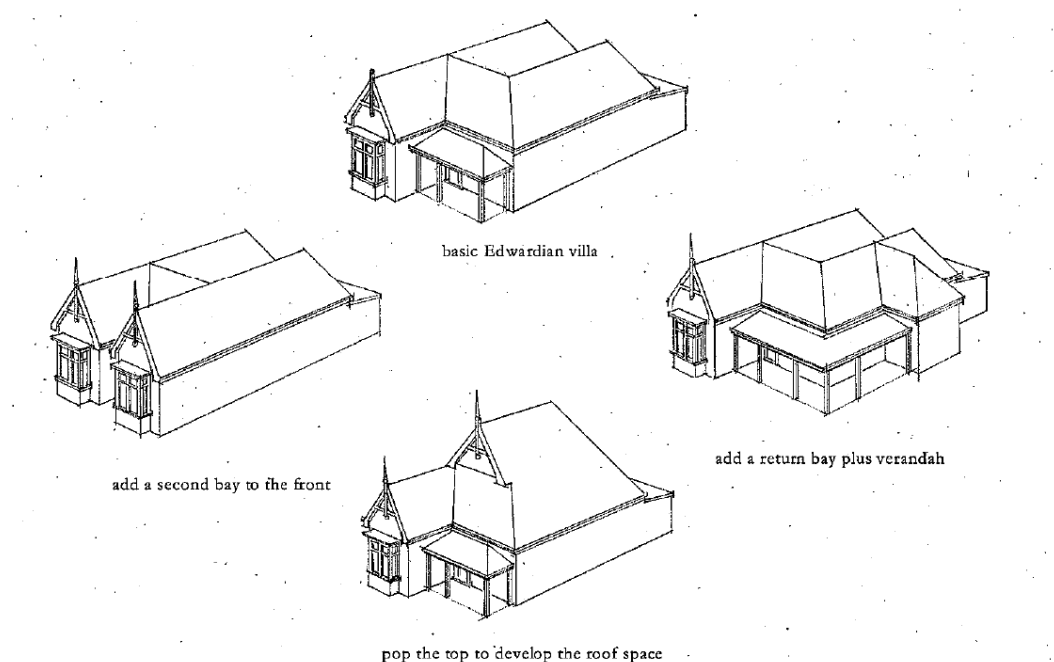 basic Edwardian villa
add a second bay to the front
add a return bay plus verandah
pop the top to develop the roof space